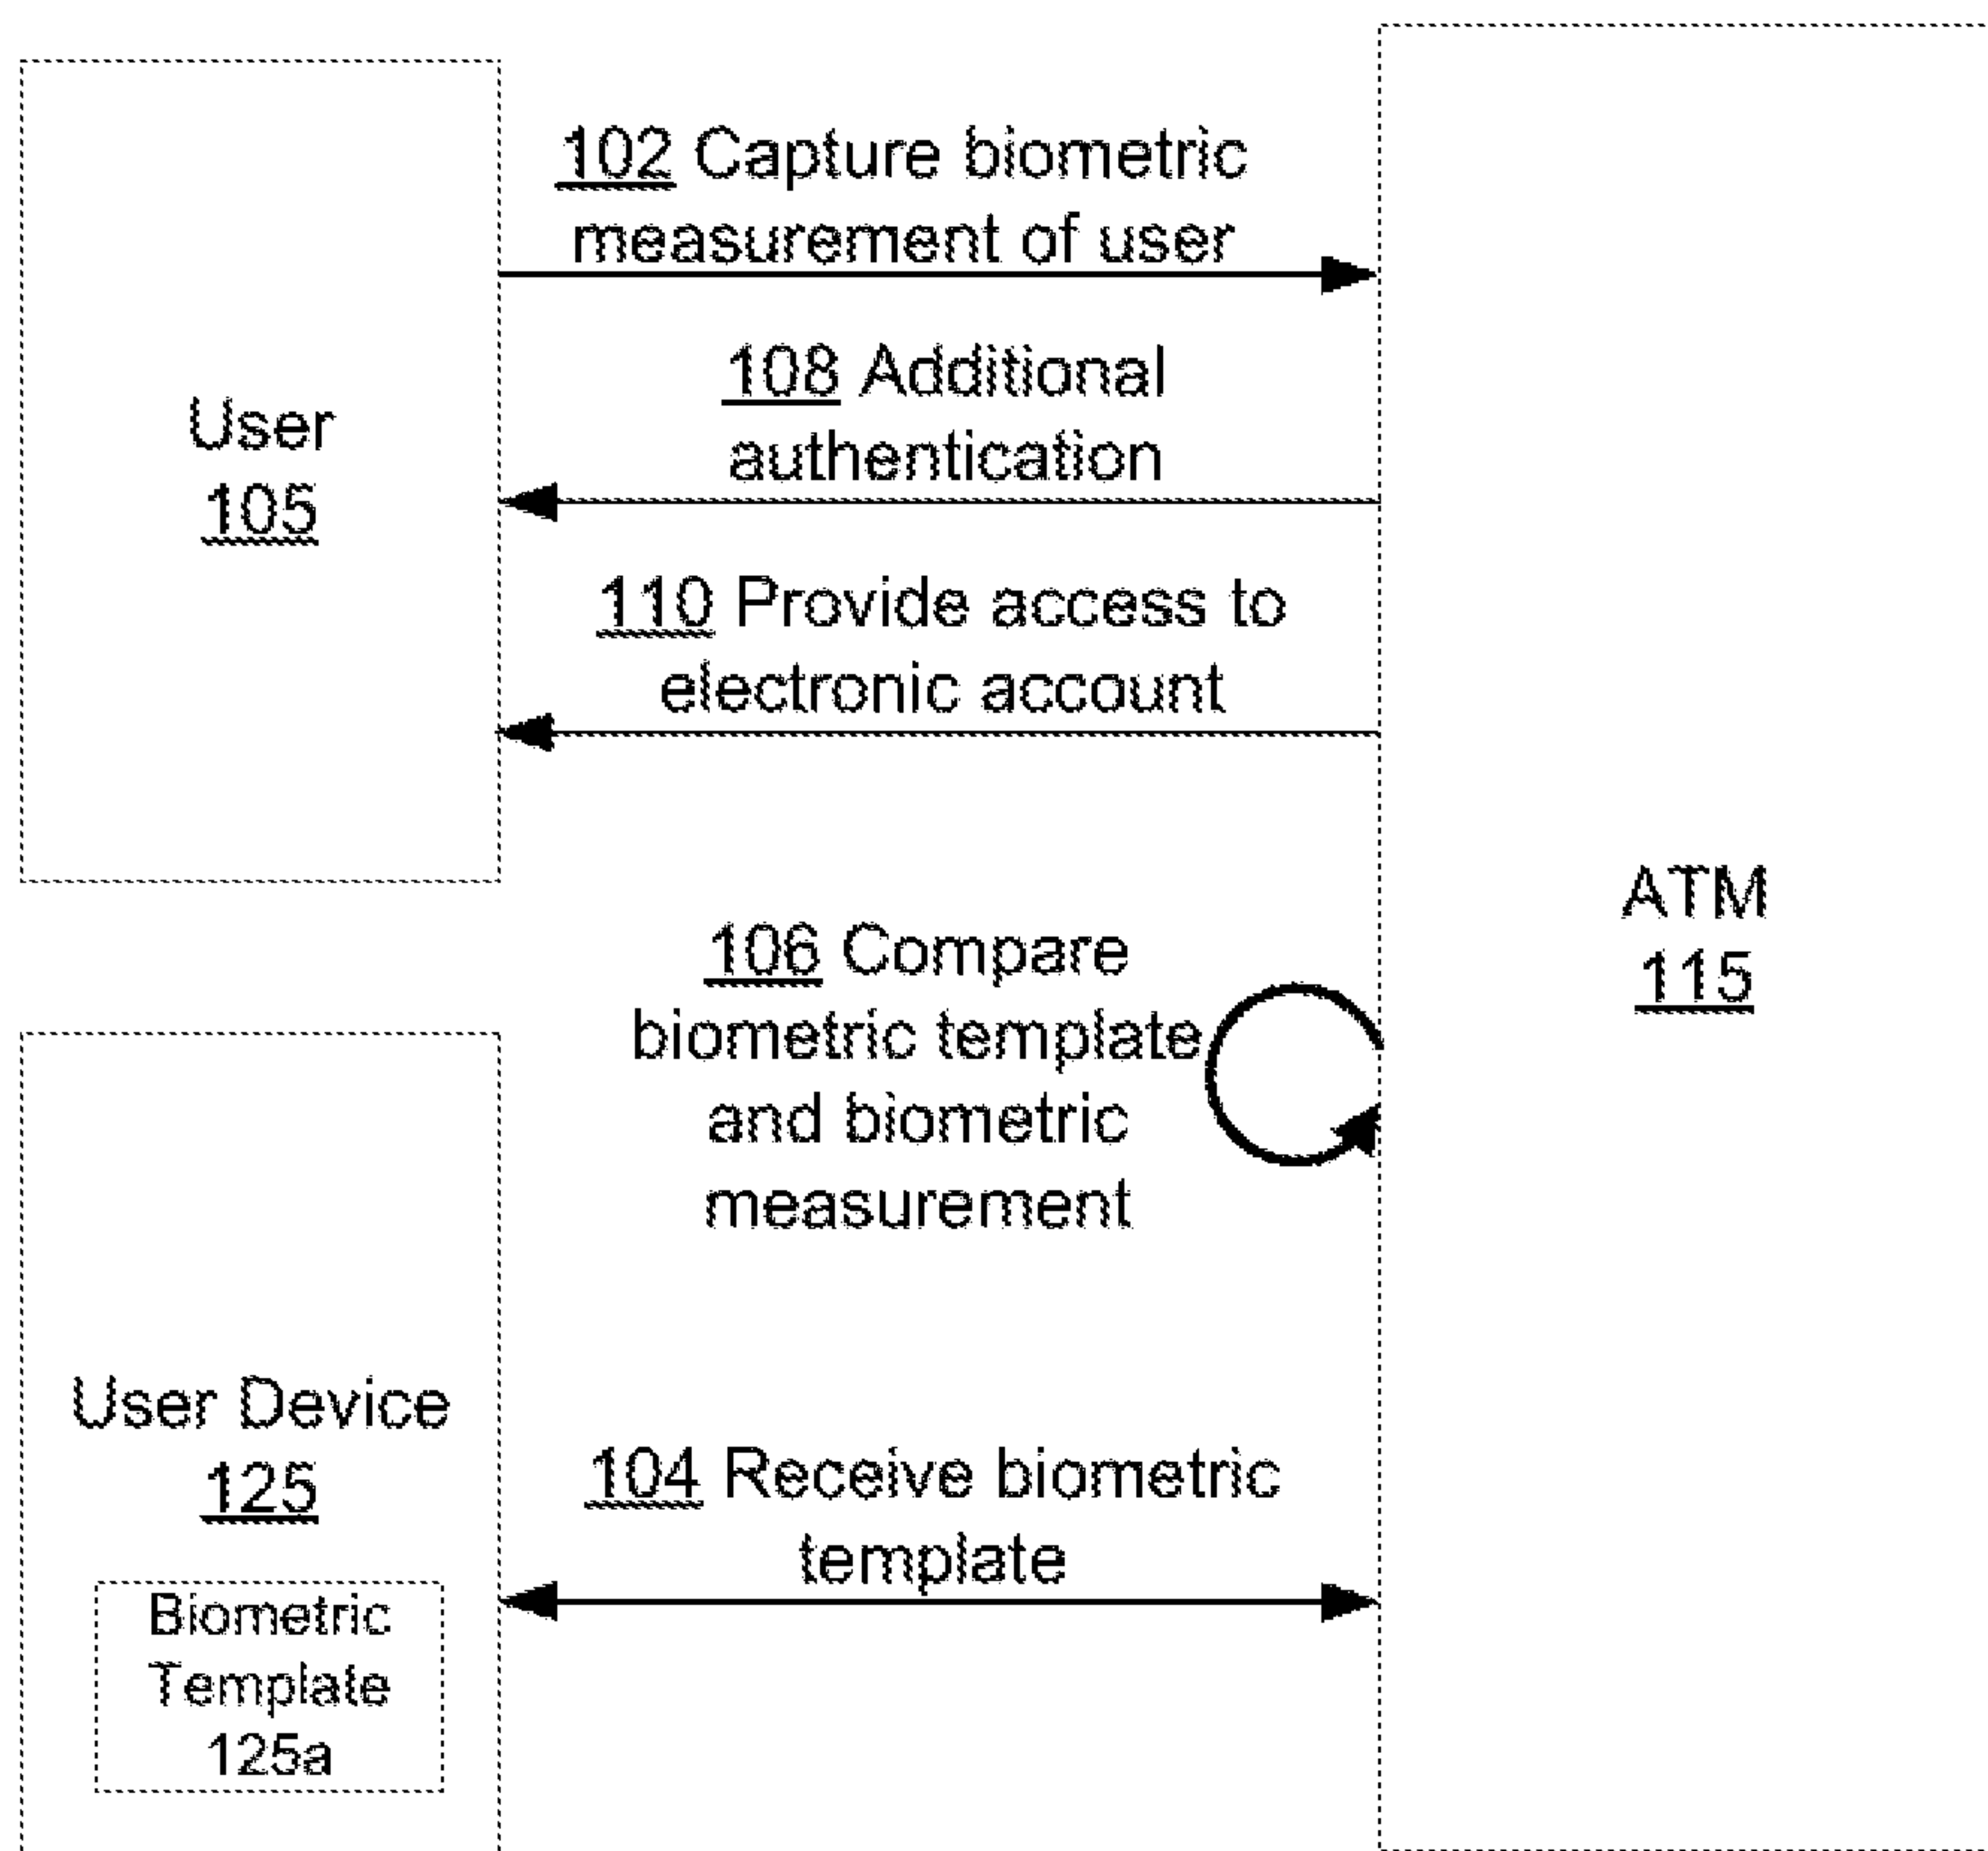 102 Capture biometric
measurement of user
108 Additional
authentication
User
105
110 Provide access to
electronic account
ATM
115
106 Compare
biometric template
and biometric
measurement
User Device
125
104 Receive biometric
template
Biometric
Template
125a